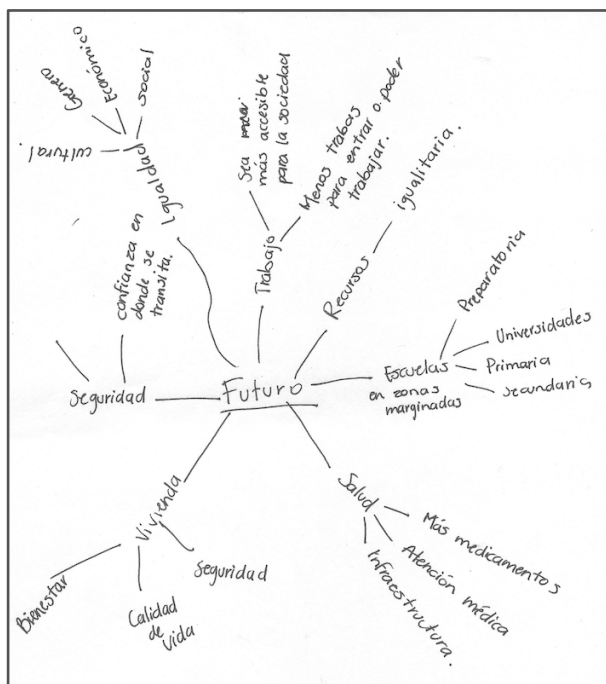 Futuro
Igualdad
cultural.
Género
Económico
social
Trabajo
Sea
más accesible
para la sociedad
Menos trabas
para entrar o poder
trabajar.
Recursos
igualitaria.
Escuelas
en zonas
marginadas
Preparatoria
Universidades
Primaria
secundaria
Salud
Más medicamentos
Atención médica
Infraestructura.
Vivienda
Seguridad
Calidad
de
vida
Bienestar
Seguridad
confianza en
donde se
transita.